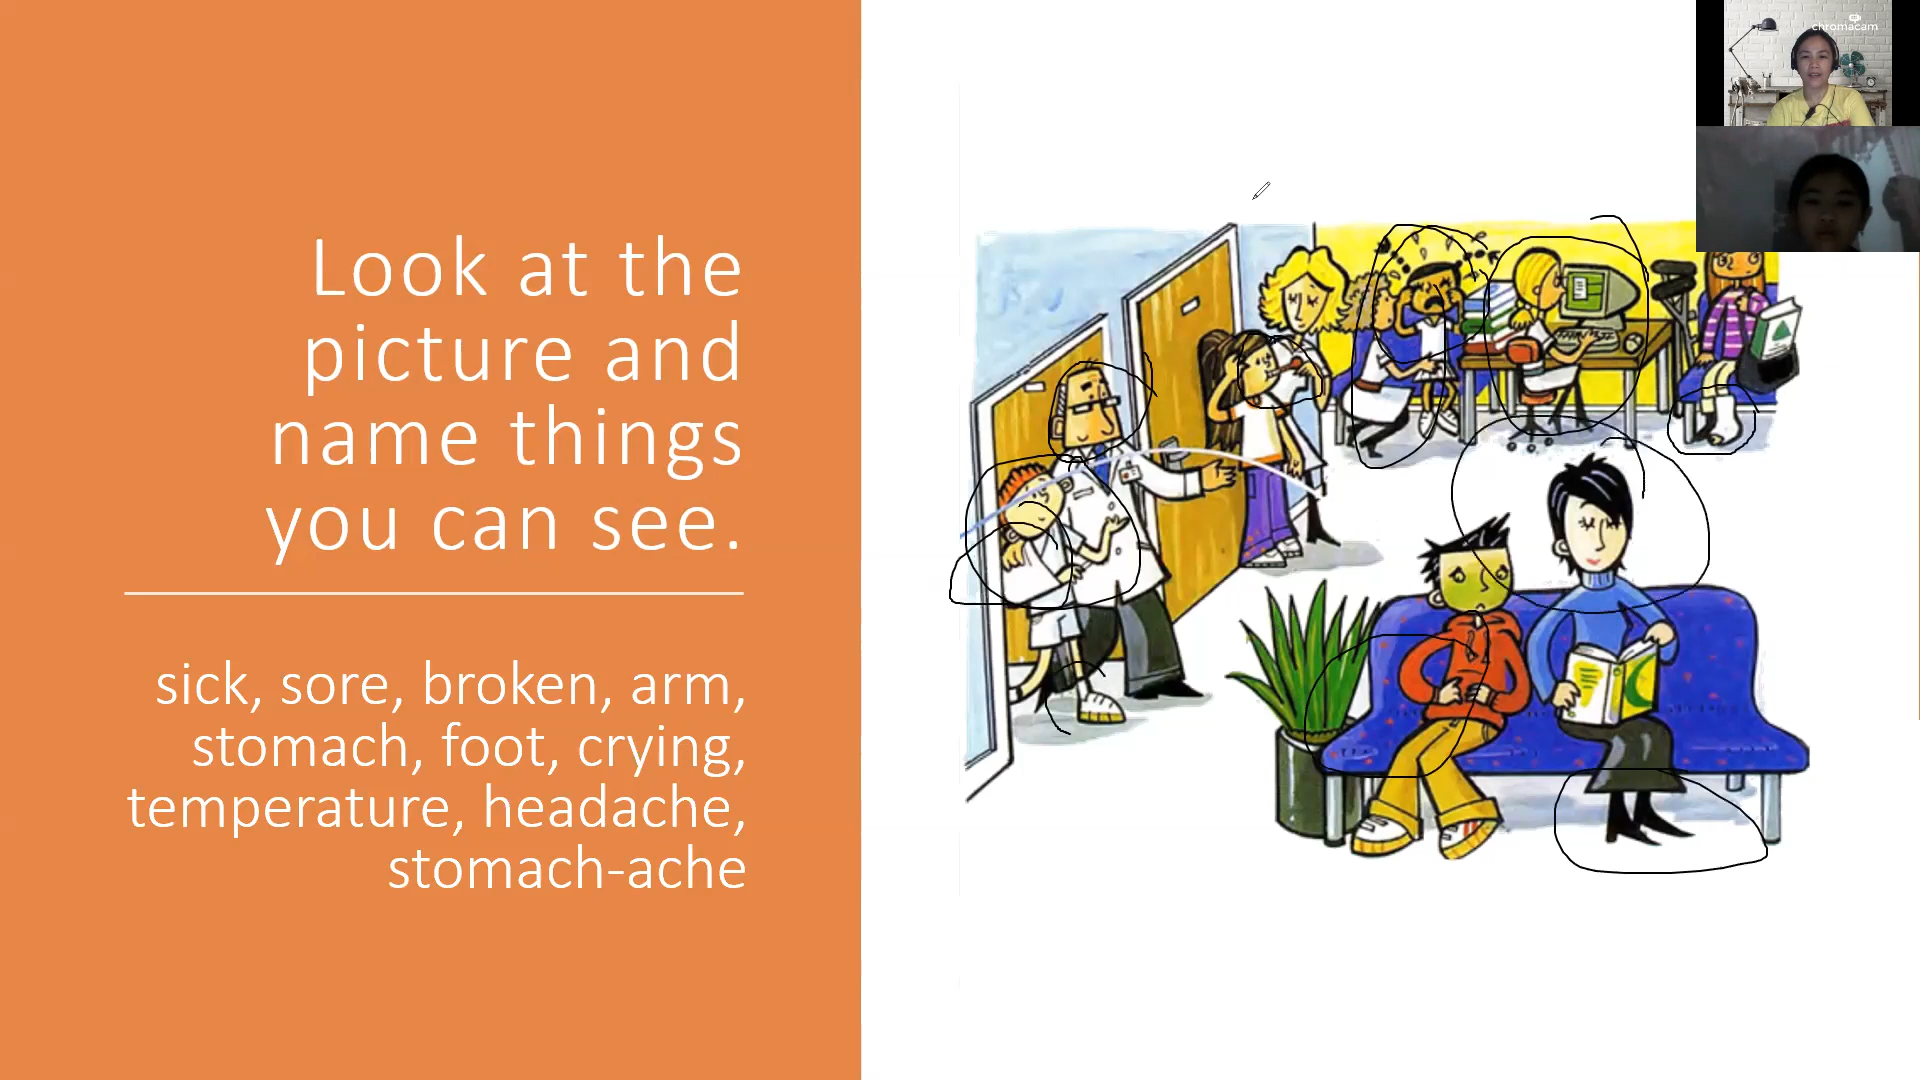 chromacam
Look at the
picture and
name things
you can see.
sick, sore, broken, arm,
stomach, foot, crying,
temperature, headache,
stomach-ache